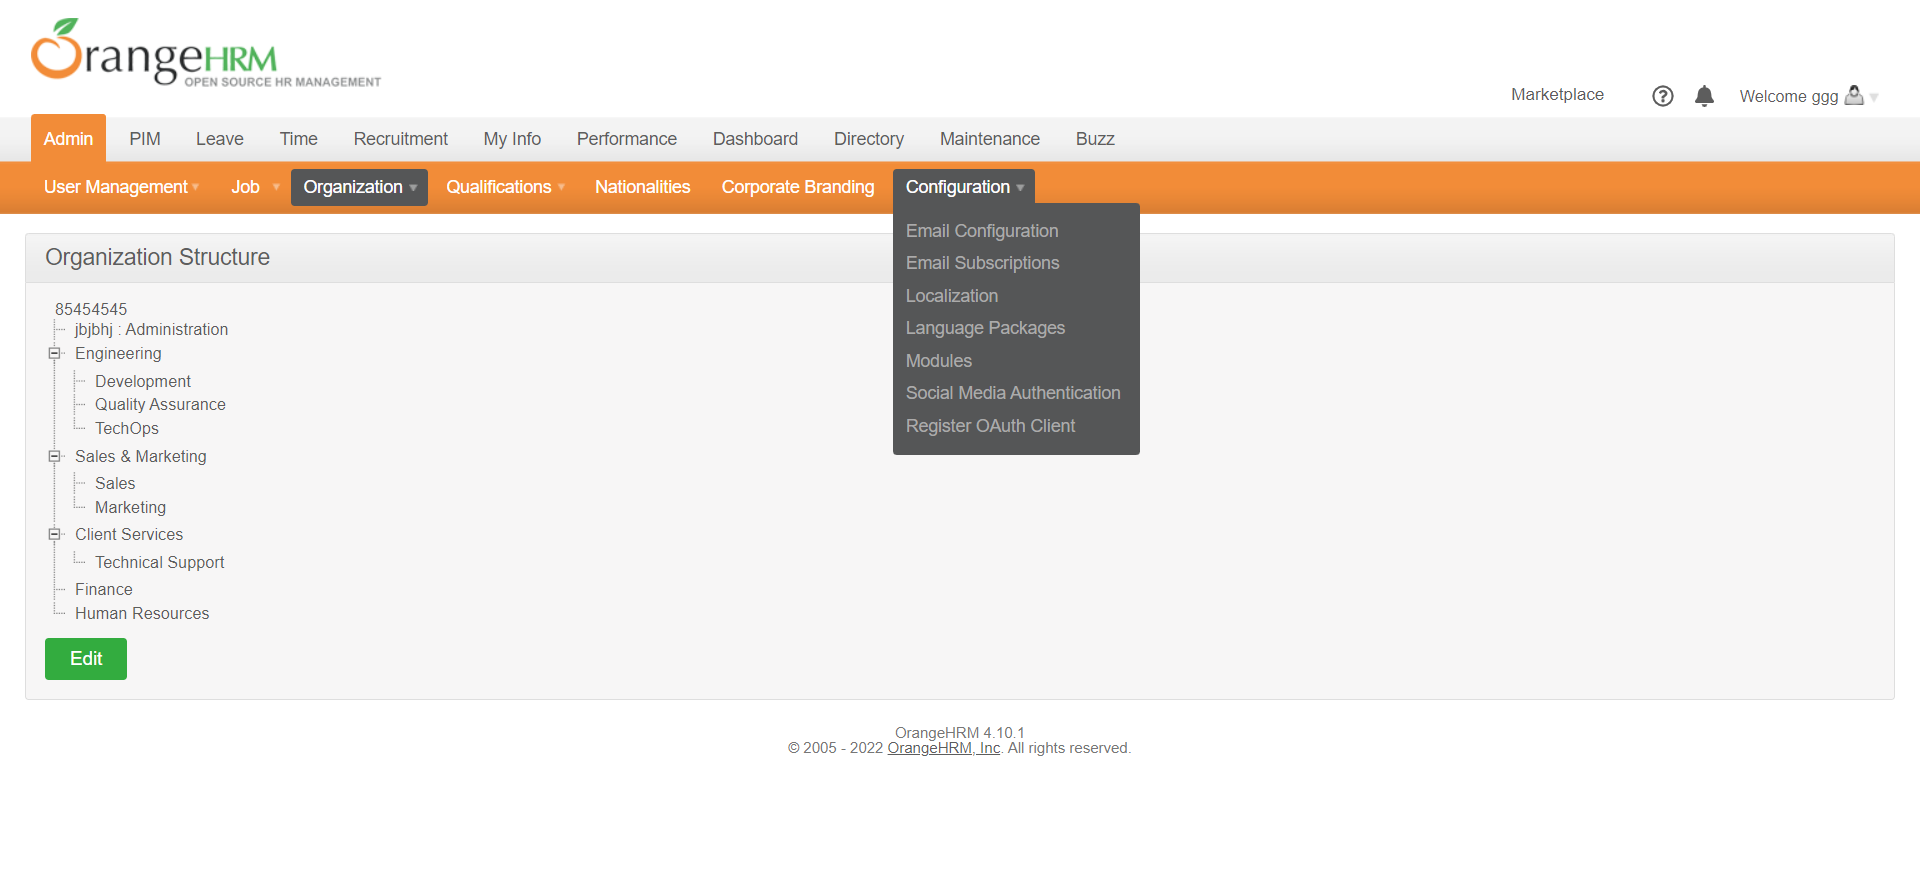 OrangeHRM
OPEN SOURCE HR MANAGEMENT
Marketplace ? Welcome ggg
Admin PIM Leave Time Recruitment My Info Performance Dashboard Directory Maintenance Buzz
User Management Job Organization Qualifications Nationalities Corporate Branding Configuration
Email Configuration
Email Subscriptions
Localization
Language Packages
Modules
Social Media Authentication
Register OAuth Client
Organization Structure
85454545
jbjbhj : Administration
Engineering
Development
Quality Assurance
TechOps
Sales & Marketing
Sales
Marketing
Client Services
Technical Support
Finance
Human Resources
Edit
OrangeHRM 4.10.1
© 2005 - 2022 OrangeHRM, Inc. All rights reserved.